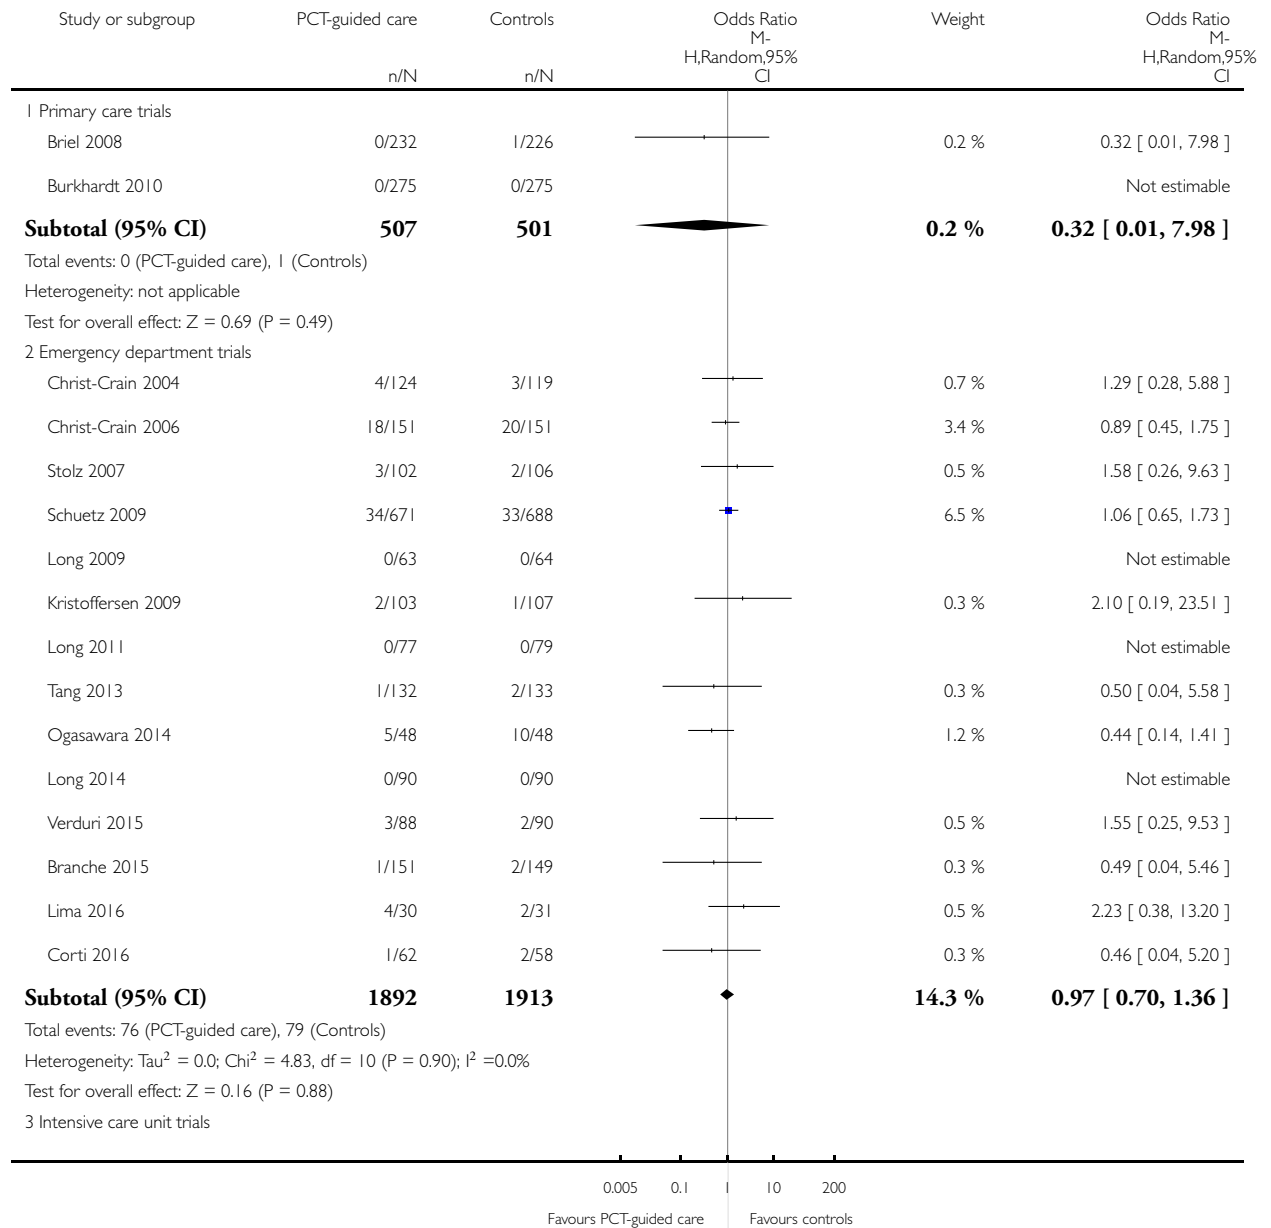 Study or subgroup PCT-guided care Controls Odds Ratio Weight Odds Ratio
M- M-
H,Random,95% H,Random,95%
n/N n/N CI CI
1 Primary care trials
Briel 2008 0/232 1/226 0.2 % 0.32 [ 0.01, 7.98 ]
Burkhardt 2010 0/275 0/275 Not estimable
Subtotal (95% CI) 507 501 0.2 % 0.32 [ 0.01, 7.98 ]
Total events: 0 (PCT-guided care), 1 (Controls)
Heterogeneity: not applicable
Test for overall effect: Z = 0.69 (P = 0.49)
2 Emergency department trials
Christ-Crain 2004 4/124 3/119 0.7 % 1.29 [ 0.28, 5.88 ]
Christ-Crain 2006 18/151 20/151 3.4 % 0.89 [ 0.45, 1.75 ]
Stolz 2007 3/102 2/106 0.5 % 1.58 [ 0.26, 9.63 ]
Schuetz 2009 34/671 33/688 6.5 % 1.06 [ 0.65, 1.73 ]
Long 2009 0/63 0/64 Not estimable
Kristoffersen 2009 2/103 1/107 0.3 % 2.10 [ 0.19, 23.51 ]
Long 2011 0/77 0/79 Not estimable
Tang 2013 1/132 2/133 0.3 % 0.50 [ 0.04, 5.58 ]
Ogasawara 2014 5/48 10/48 1.2 % 0.44 [ 0.14, 1.41 ]
Long 2014 0/90 0/90 Not estimable
Verduri 2015 3/88 2/90 0.5 % 1.55 [ 0.25, 9.53 ]
Branche 2015 1/151 2/149 0.3 % 0.49 [ 0.04, 5.46 ]
Lima 2016 4/30 2/31 0.5 % 2.23 [ 0.38, 13.20 ]
Corti 2016 1/62 2/58 0.3 % 0.46 [ 0.04, 5.20 ]
Subtotal (95% CI) 1892 1913 14.3 % 0.97 [ 0.70, 1.36 ]
Total events: 76 (PCT-guided care), 79 (Controls)
Heterogeneity: Tau² = 0.0; Chi² = 4.83, df = 10 (P = 0.90); I² =0.0%
Test for overall effect: Z = 0.16 (P = 0.88)
3 Intensive care unit trials
0.005 0.1 1 10 200
Favours PCT-guided care Favours controls